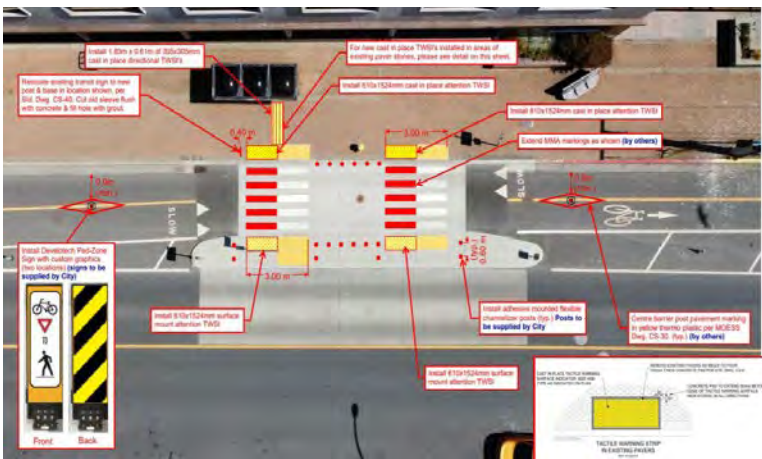 Install 1.83m x 0.61m of 305x305mm
cast in place directional TWSI's
For new cast in place TWSI's installed in areas
of existing paver stones, please see detail on this sheet.
Relocate existing transit sign to new
post & base in location shown, per
Std. Dwg. CS-40. Cut old sleeve flush
with concrete & fill hole with grout.
Install 610x1524mm cast in place attention TWSI
Install 610x1524mm cast in place attention TWSI
0.40 m
3.00 m
Extend MMA markings as shown (by others)
SLOW
SLOW
(min.)
(min.)
Install Develotech Ped-Zone
Sign with custom graphics
(two locations) (signs to be
supplied by City)
TO
Front
Back
3.00 m
(typ.)
0.60 m
Install 610x1524mm surface
mount attention TWSI
Install adhesive mounted flexible
channelizer posts (typ.) Posts to
be supplied by City
Centre barrier post pavement marking
in yellow thermo plastic per MOESS
Dwg. CS-30. (typ.) (by others)
Install 610x1524mm surface
mount attention TWSI
TACTILE WARNING STRIP
IN EXISTING PAVERS